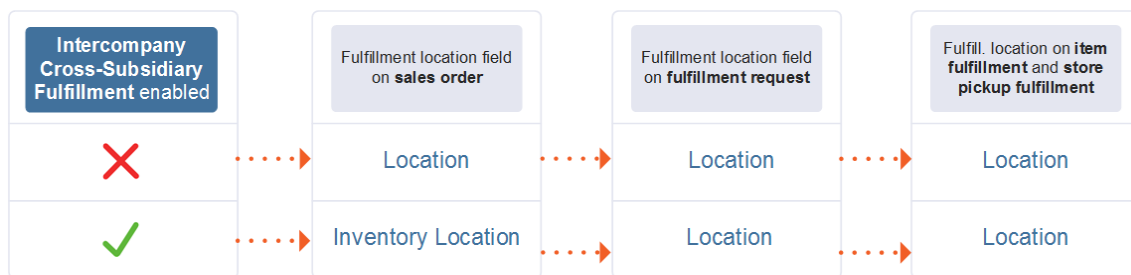 Intercompany
Cross-Subsidiary
Fulfillment enabled
Fulfillment location field
on sales order
Fulfillment location field
on fulfillment request
Fulfill. location on item
fulfillment and store
pickup fulfillment
Location
Location
Location
Inventory Location
Location
Location